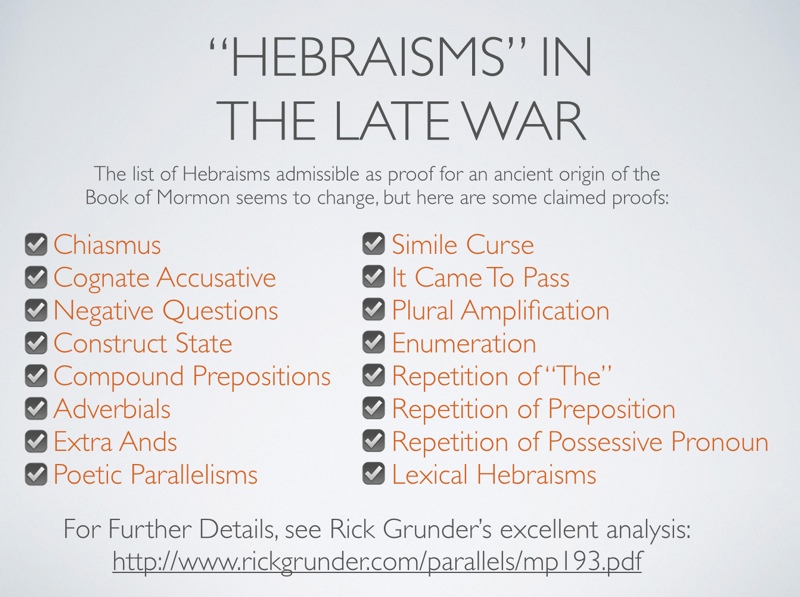 “HEBRAISMS” IN
THE LATE WAR
The list of Hebraisms admissible as proof for an ancient origin of the
Book of Mormon seems to change, but here are some claimed proofs:
Chiasmus
Cognate Accusative
Negative Questions
Construct State
Compound Prepositions
Adverbials
Extra Ands
Poetic Parallelisms
Simile Curse
It Came To Pass
Plural Amplification
Enumeration
Repetition of “The”
Repetition of Preposition
Repetition of Possessive Pronoun
Lexical Hebraisms
For Further Details, see Rick Grunder’s excellent analysis:
http://www.rickgrunder.com/parallels/mp193.pdf